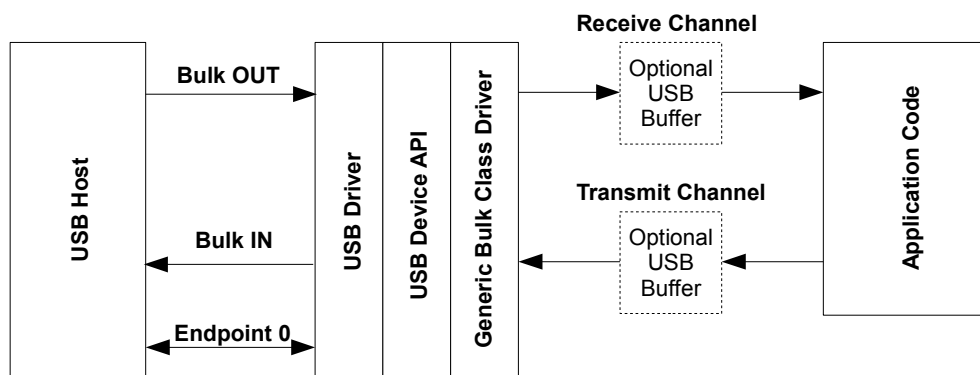 Receive Channel
Bulk OUT
Optional
USB
Buffer
USB Host
USB Driver
USB Device API
Generic Bulk Class Driver
Application Code
Transmit Channel
Bulk IN
Optional
USB
Buffer
Endpoint 0